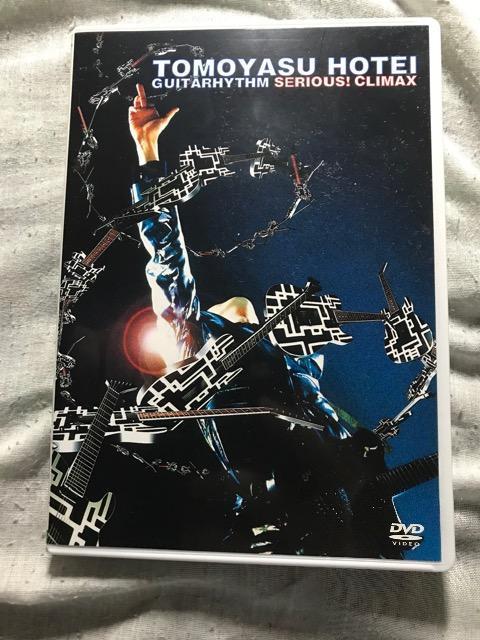 TOMOYASU HOTEI
GUITARHYTHM SERIOUS! CLIMAX
DVD
VIDEO